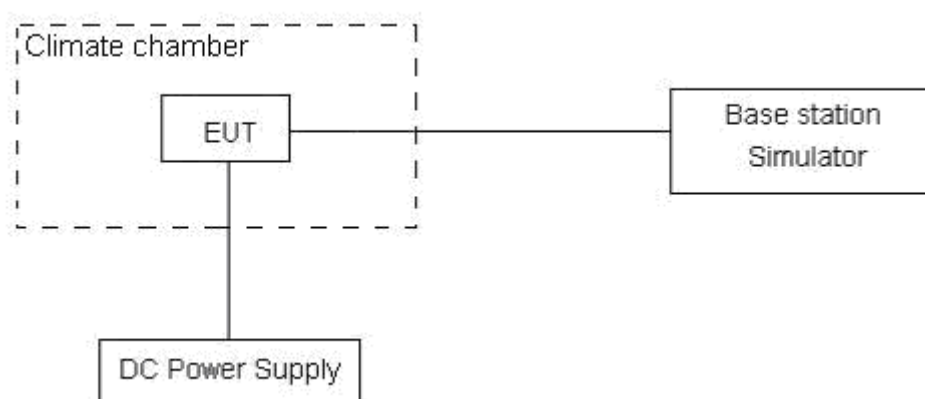 Climate chamber
EUT
Base station
Simulator
DC Power Supply